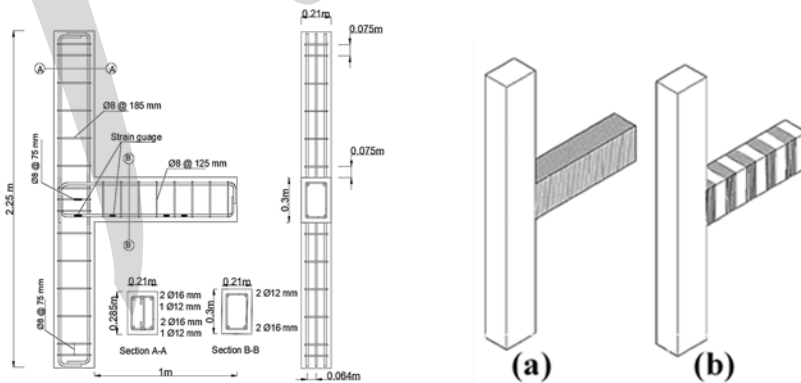 0.21m
0.075m
A
A
Ø8 @ 185 mm
Strain guage
Ø8 @ 75 mm
B
Ø8 @ 125 mm
0.075m
2.25 m
0.3m
B
0.21m
0.21m
2 Ø16 mm
1 Ø12 mm
2 Ø12 mm
0.285m
0.3m
2 Ø16 mm
1 Ø12 mm
2 Ø16 mm
Ø8 @ 75 mm
Section A-A
Section B-B
1m
0.064m
(a)
(b)